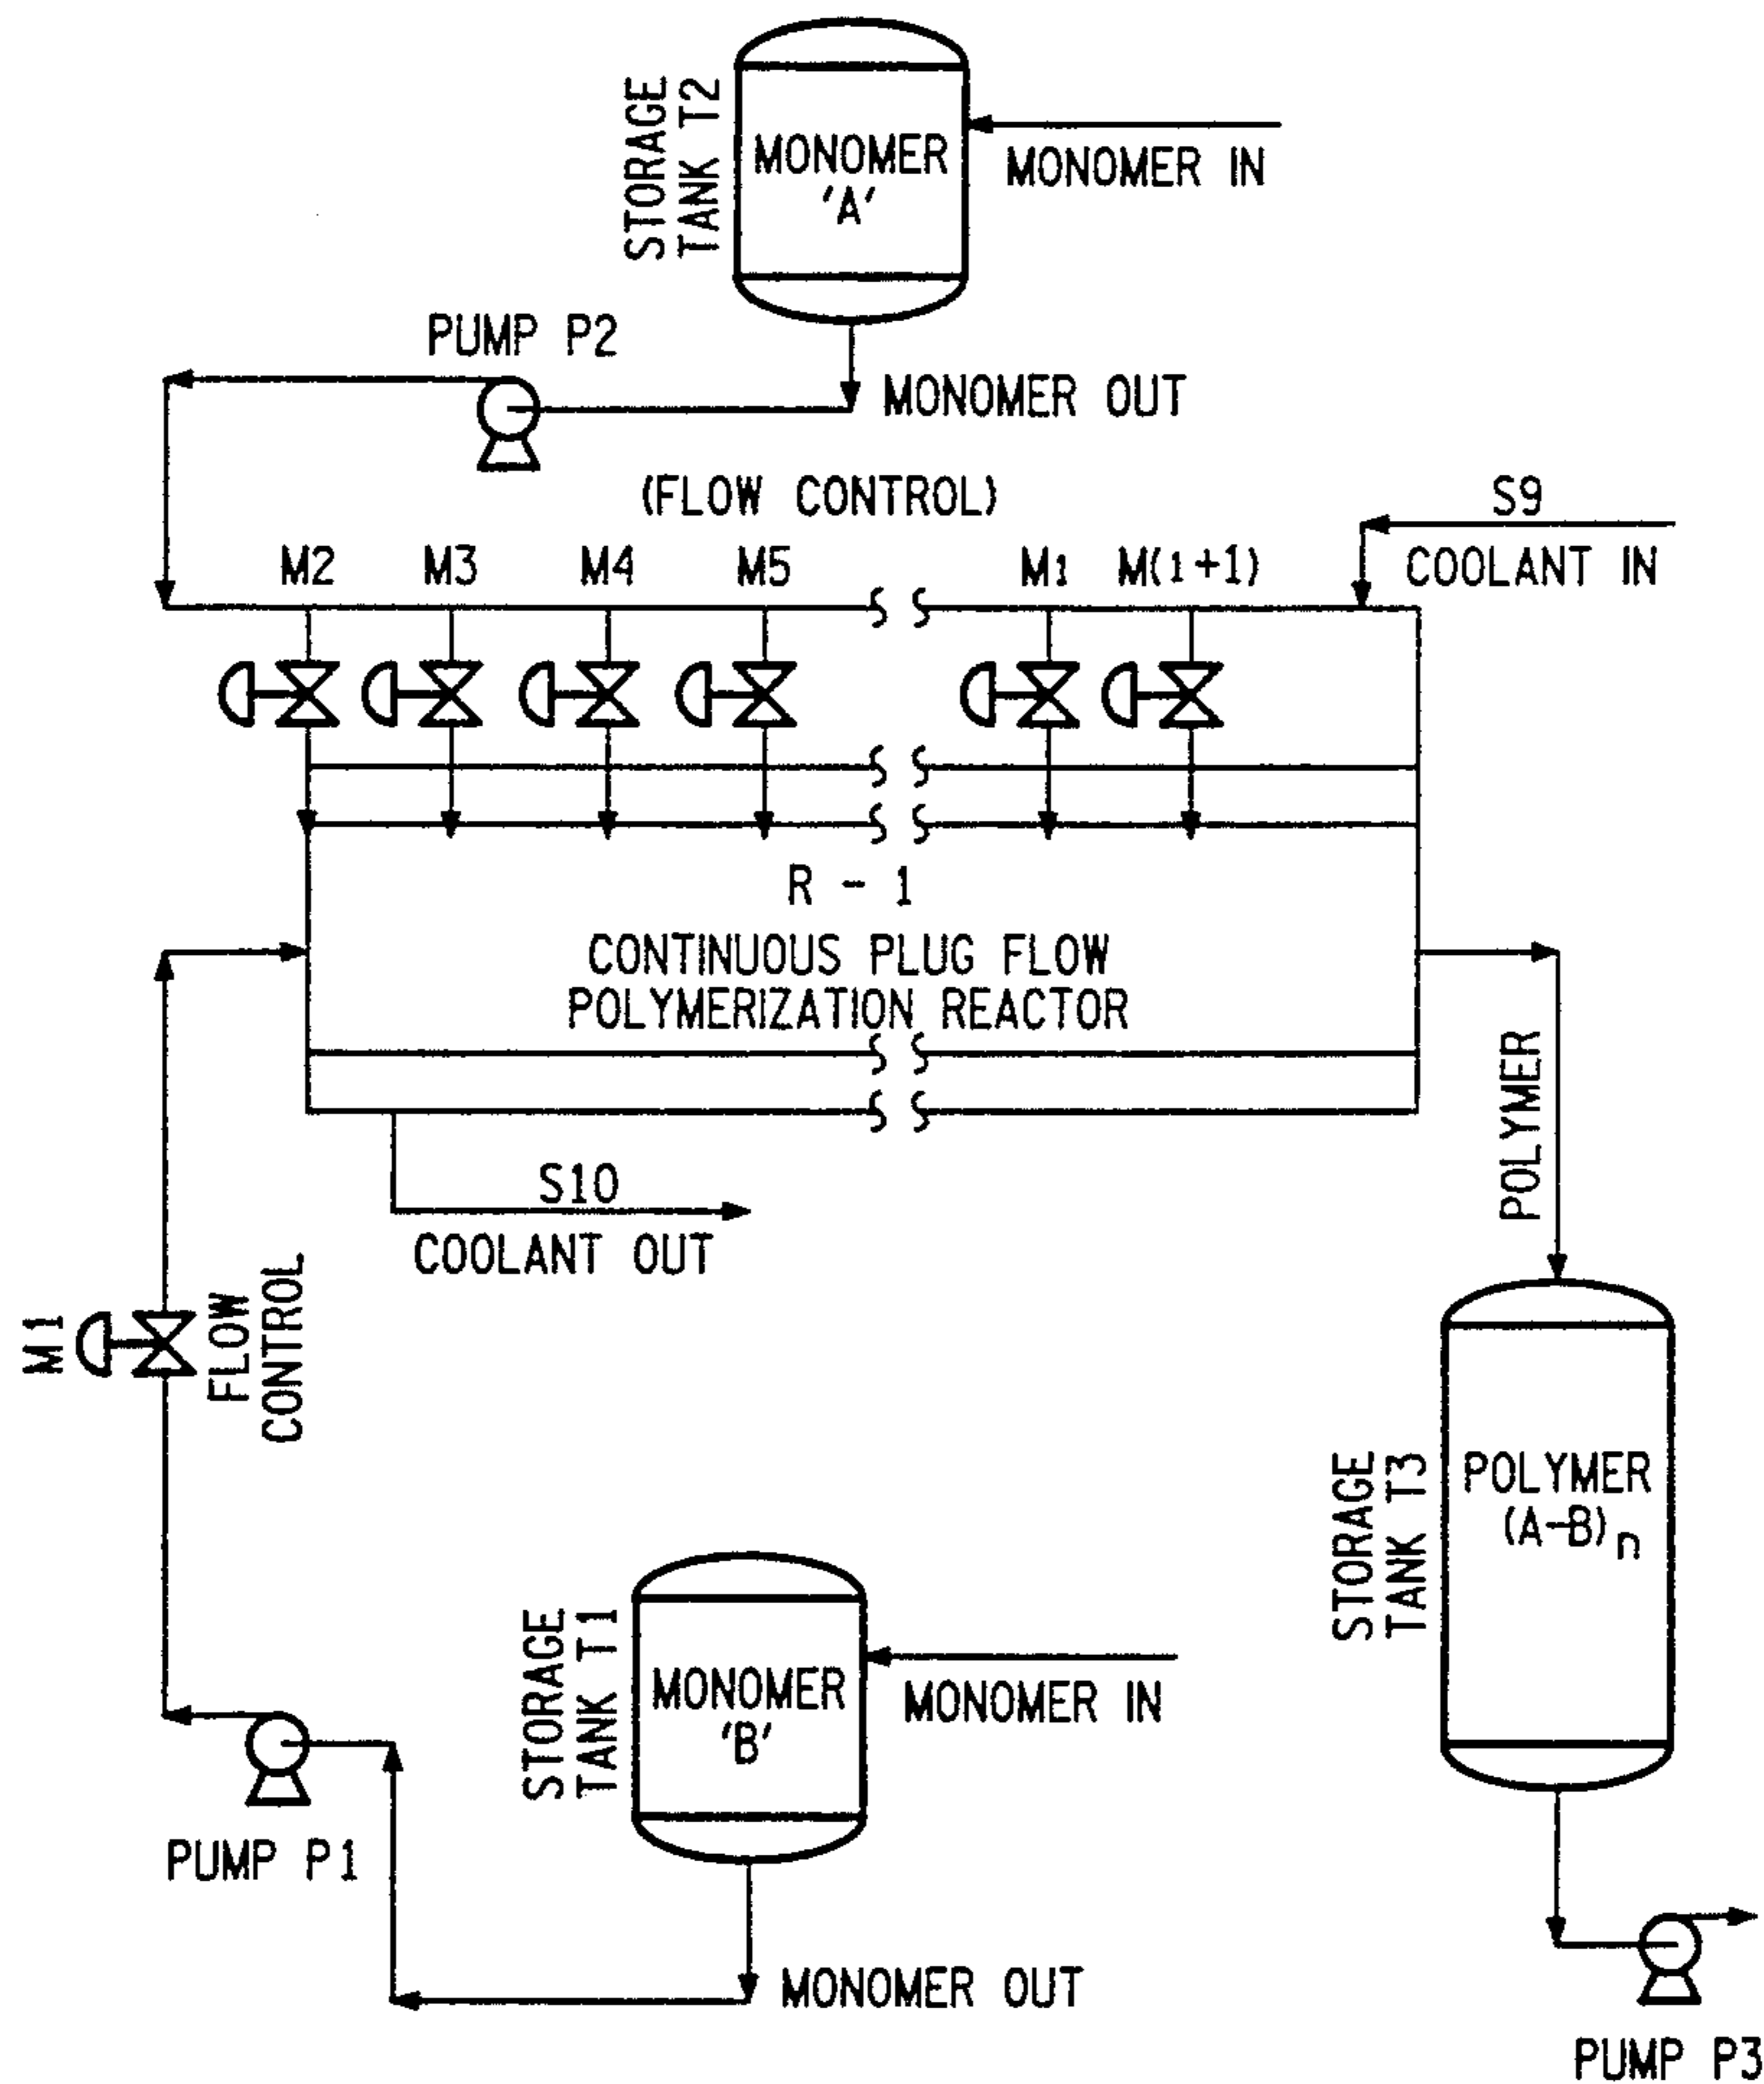 STORAGE
TANK T2
MONOMER
'A'
MONOMER IN
PUMP P2
MONOMER OUT
(FLOW CONTROL)
S9
COOLANT IN
M2
M3
M4
M5
Mi
M(i+1)
R - 1
CONTINUOUS PLUG FLOW
POLYMERIZATION REACTOR
POLYMER
S10
COOLANT OUT
M1
FLOW
CONTROL
STORAGE
TANK T3
POLYMER
(A-B)n
STORAGE
TANK T1
MONOMER
'B'
MONOMER IN
PUMP P1
MONOMER OUT
PUMP P3